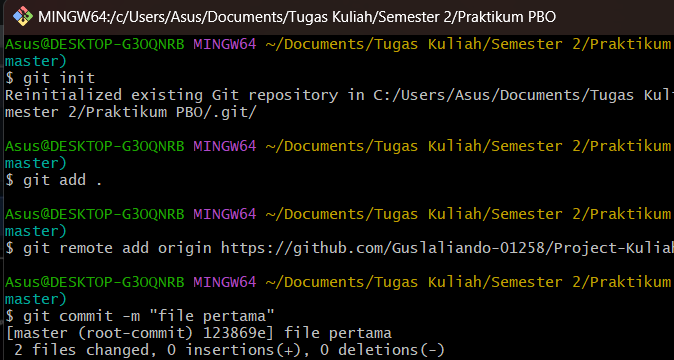 MINGW64:/c/Users/Asus/Documents/Tugas Kuliah/Semester 2/Praktikum PBO
Asus@DESKTOP-G3OQNRB MINGW64 ~/Documents/Tugas Kuliah/Semester 2/Praktikum
master)
$ git init
Reinitialized existing Git repository in C:/Users/Asus/Documents/Tugas Kul
mester 2/Praktikum PBO/.git/
Asus@DESKTOP-G3OQNRB MINGW64 ~/Documents/Tugas Kuliah/Semester 2/Praktikum
master)
$ git add .
Asus@DESKTOP-G3OQNRB MINGW64 ~/Documents/Tugas Kuliah/Semester 2/Praktikum
master)
$ git remote add origin https://github.com/Guslaliando-01258/Project-Kuliah
Asus@DESKTOP-G3OQNRB MINGW64 ~/Documents/Tugas Kuliah/Semester 2/Praktikum
master)
$ git commit -m "file pertama"
[master (root-commit) 123869e] file pertama
2 files changed, 0 insertions(+), 0 deletions(-)